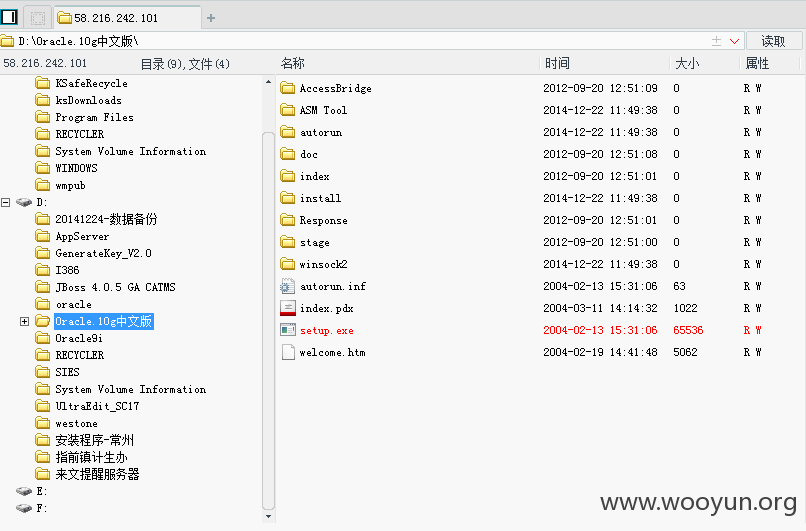 58.216.242.101
D:\Oracle.10g中文版\
读取
58.216.242.101 目录(9),文件(4)
名称 时间 大小 属性
KSafeRecycle
ksDownloads
Program Files
RECYCLER
System Volume Information
WINDOWS
wmpub
D:
20141224-数据备份
AppServer
GenerateKey_V2.0
I386
JBoss 4.0.5 GA CATMS
oracle
Oracle.10g中文版
Oracle9i
RECYCLER
SIES
System Volume Information
UltraEdit_SC17
westone
安装程序-常州
指前镇计生办
来文提醒服务器
E:
F:
AccessBridge 2012-09-20 12:51:09 0 R W
ASM Tool 2014-12-22 11:49:38 0 R W
autorun 2014-12-22 11:49:38 0 R W
doc 2012-09-20 12:51:08 0 R W
index 2012-09-20 12:51:01 0 R W
install 2014-12-22 11:49:38 0 R W
Response 2012-09-20 12:51:01 0 R W
stage 2012-09-20 12:51:00 0 R W
winsock2 2014-12-22 11:49:38 0 R W
autorun.inf 2004-02-13 15:31:06 63 R W
index.pdx 2004-03-11 14:14:32 1022 R W
setup.exe 2004-02-13 15:31:06 65536 R W
welcome.htm 2004-02-19 14:41:48 5062 R W
www.wooyun.org